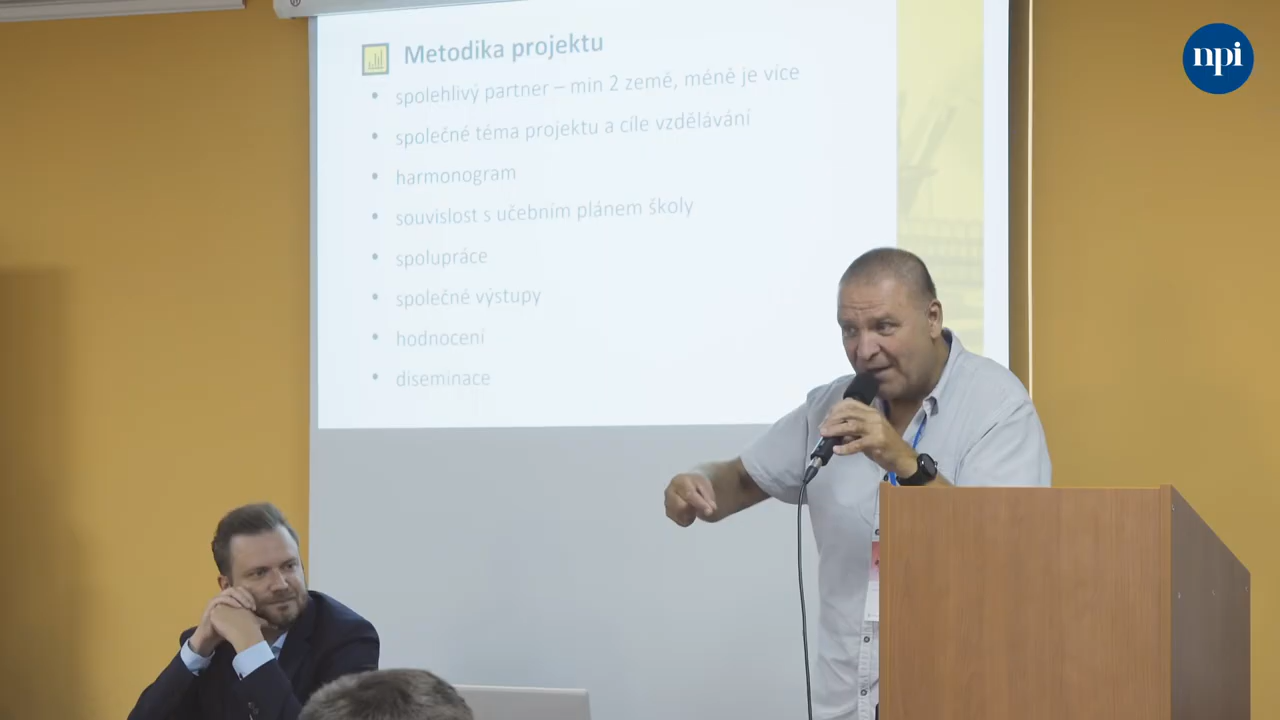 npi
Metodika projektu
• spolehlivý partner – min 2 země, méně je více
• společné téma projektu a cíle vzdělávání
• harmonogram
• souvislost s učebním plánem školy
• spolupráce
• společné výstupy
• hodnocení
• diseminace